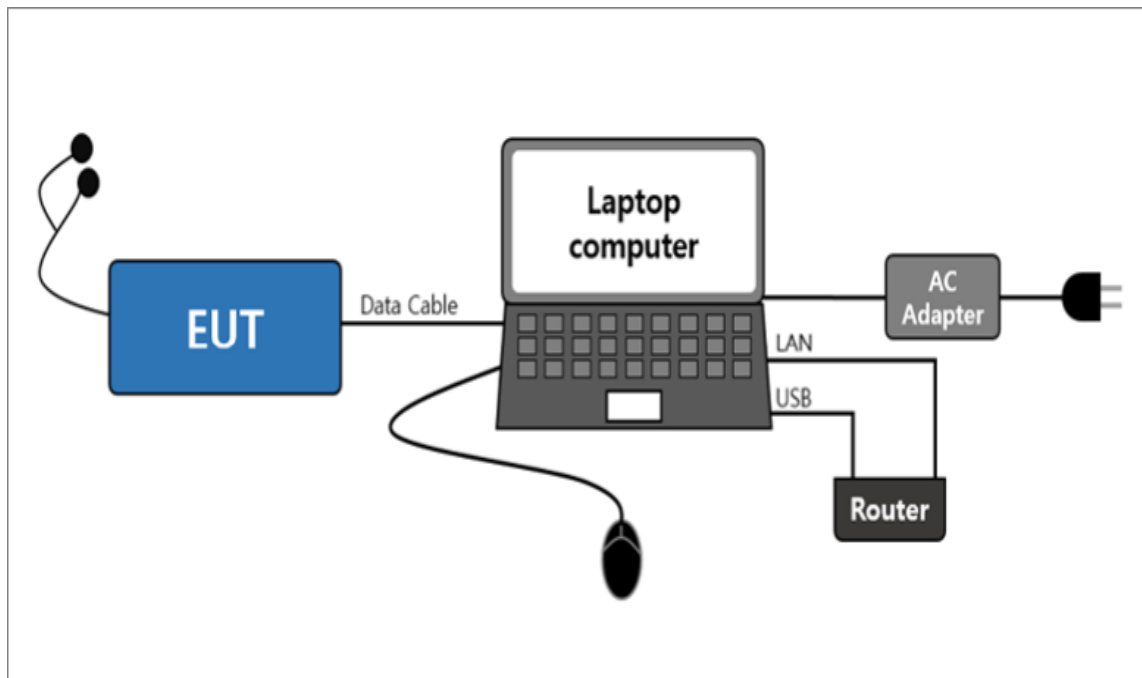 Laptop
computer
EUT
Data Cable
AC
Adapter
LAN
USB
Router